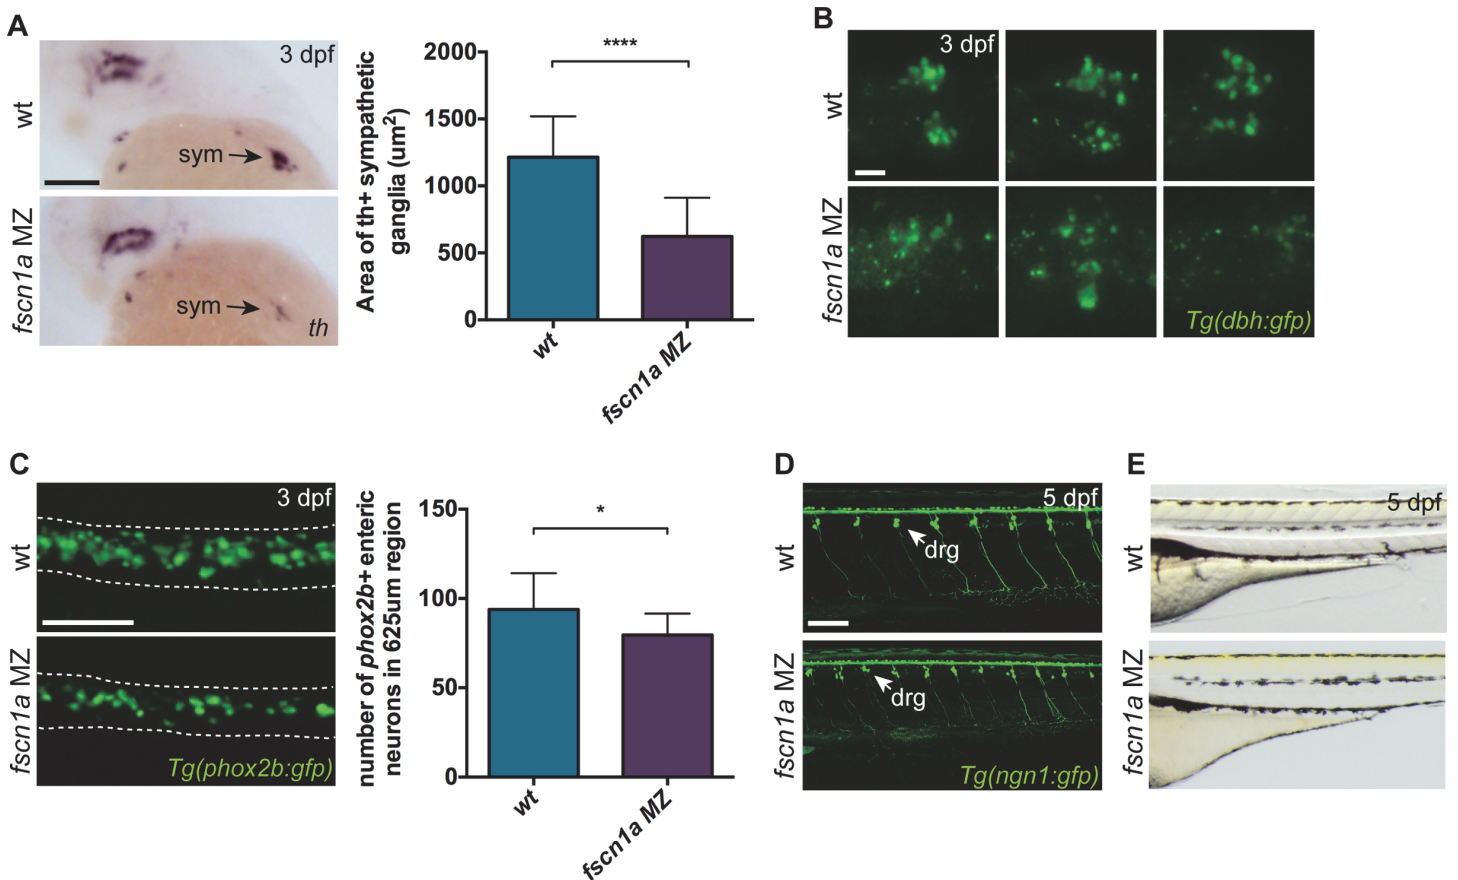 A
wt
3 dpf
sym
fscn1a MZ
sym
th
Area of th+ sympathetic
ganglia (um²)
2000
1500
1000
500
0
****
wt
fscn1a MZ
B
wt
3 dpf
fscn1a MZ
Tg(dbh:gfp)
C
wt
3 dpf
fscn1a MZ
Tg(phox2b:gfp)
number of phox2b+ enteric
neurons in 625um region
150
100
50
0
*
wt
fscn1a MZ
D
wt
5 dpf
drg
fscn1a MZ
drg
Tg(ngn1:gfp)
E
wt
5 dpf
fscn1a MZ